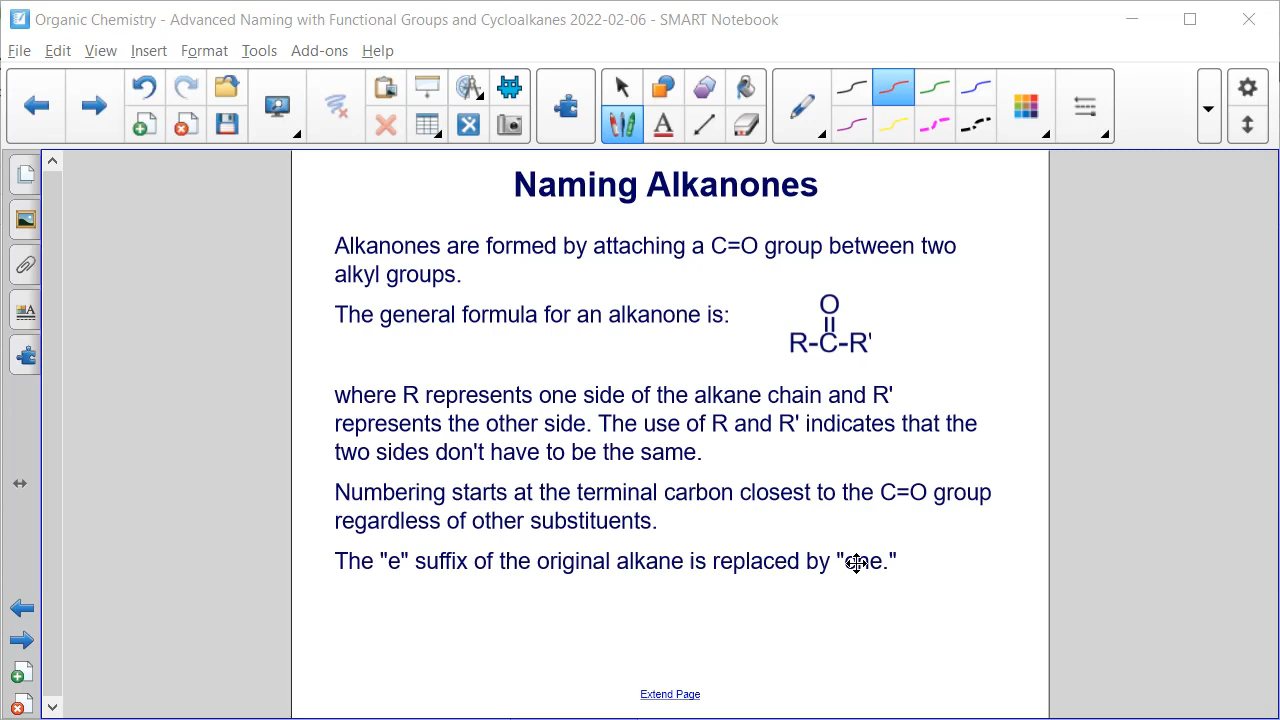 Organic Chemistry - Advanced Naming with Functional Groups and Cycloalkanes 2022-02-06 - SMART Notebook
File Edit View Insert Format Tools Add-ons Help
Naming Alkanones
Alkanones are formed by attaching a C=O group between two
alkyl groups.
The general formula for an alkanone is:
O
R-C-R'
where R represents one side of the alkane chain and R'
represents the other side. The use of R and R' indicates that the
two sides don't have to be the same.
Numbering starts at the terminal carbon closest to the C=O group
regardless of other substituents.
The "e" suffix of the original alkane is replaced by "one."
Extend Page